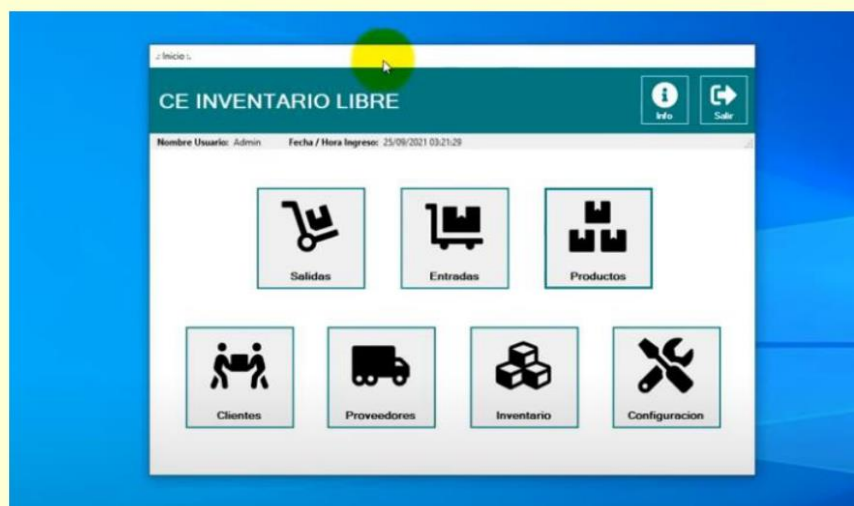 .: Inicio :.
CE INVENTARIO LIBRE
Info
Salir
Nombre Usuario: Admin Fecha / Hora Ingreso: 25/09/2021 03:21:29
Salidas
Entradas
Productos
Clientes
Proveedores
Inventario
Configuracion